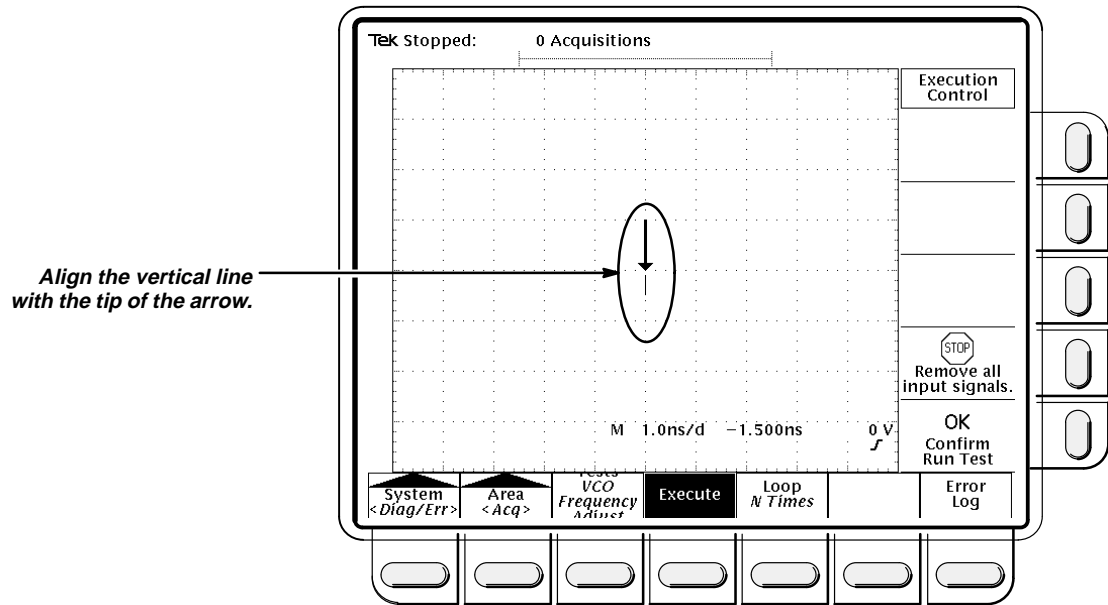 Tek Stopped: 0 Acquisitions
Execution
Control
Align the vertical line
with the tip of the arrow.
STOP
Remove all
input signals.
M 1.0ns/d −1.500ns 0 V
OK
Confirm
Run Test
System
<Diag/Err>
Area
<Acq>
Tests
VCO
Frequency
Adjust
Execute
Loop
N Times
Error
Log